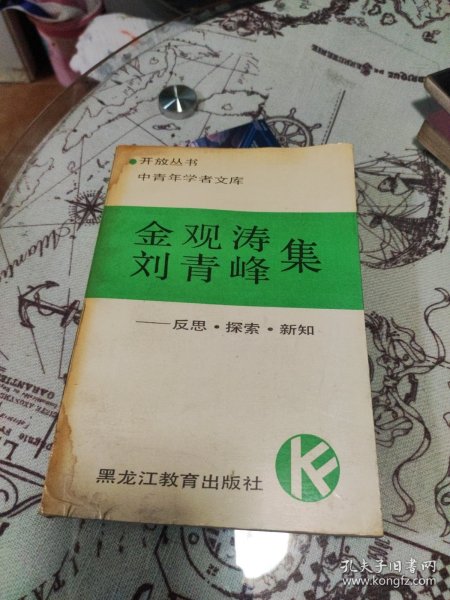 •开放丛书
中青年学者文库
金观涛
刘青峰 集
——反思•探索•新知
黑龙江教育出版社
KF
孔夫子旧书网
www.kongfz.com